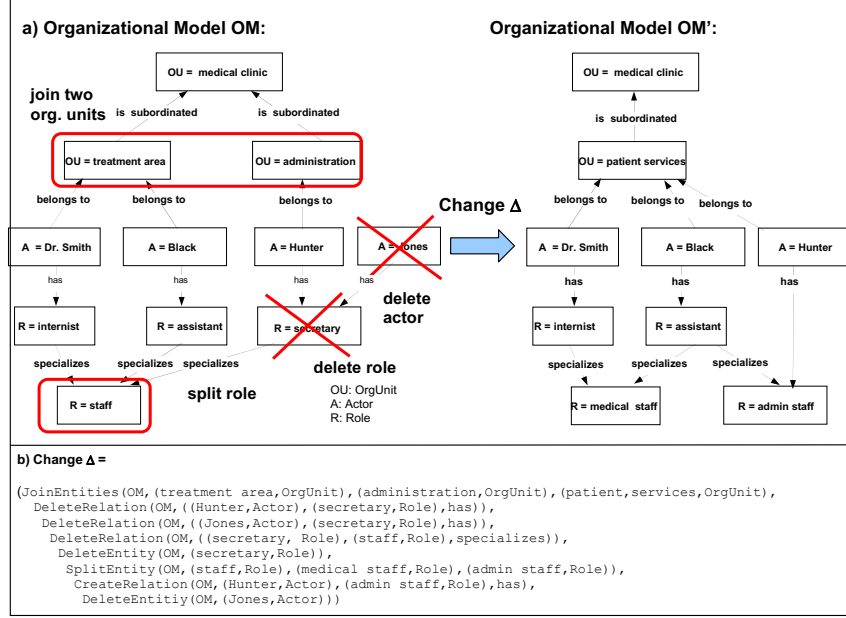 a) Organizational Model OM:
Organizational Model OM':
OU = medical clinic
OU = medical clinic
join two
org. units
is subordinated
is subordinated
is subordinated
OU = treatment area
OU = administration
OU = patient services
belongs to
belongs to
belongs to
belongs to
belongs to
belongs to
Change Δ
A = Dr. Smith
A = Black
A = Hunter
A = Jones
A = Dr. Smith
A = Black
A = Hunter
has
has
has
has
has
has
has
delete
actor
R = internist
R = assistant
R = secretary
R = internist
R = assistant
specializes
specializes
specializes
specializes
specializes
delete role
split role
R = staff
OU: OrgUnit
A: Actor
R: Role
R = medical staff
R = admin staff
b) Change Δ =
(JoinEntities(OM,(treatment area,OrgUnit),(administration,OrgUnit),(patient,services,OrgUnit),
DeleteRelation(OM,((Hunter,Actor),(secretary,Role),has)),
DeleteRelation(OM,((Jones,Actor),(secretary,Role),has)),
DeleteRelation(OM,((secretary, Role),(staff,Role),specializes)),
DeleteEntity(OM,(secretary,Role)),
SplitEntity(OM,(staff,Role),(medical staff,Role),(admin staff,Role)),
CreateRelation(OM,(Hunter,Actor),(admin staff,Role),has),
DeleteEntitiy(OM,(Jones,Actor)))